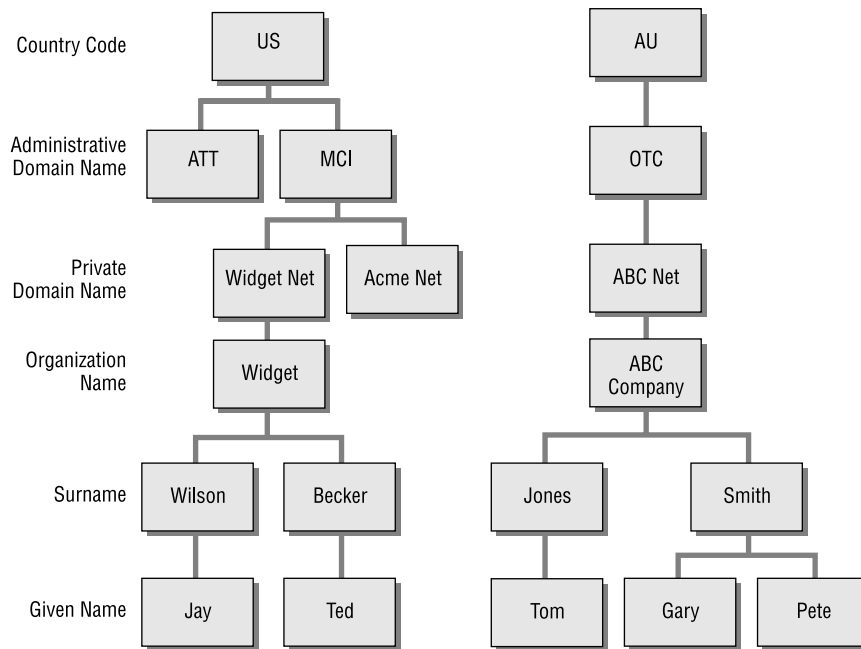 Country Code
US
AU
Administrative
Domain Name
ATT
MCI
OTC
Private
Domain Name
Widget Net
Acme Net
ABC Net
Organization
Name
Widget
ABC
Company
Surname
Wilson
Becker
Jones
Smith
Given Name
Jay
Ted
Tom
Gary
Pete